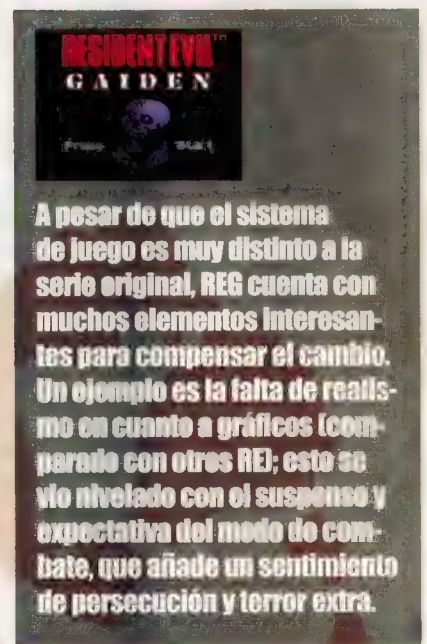 RESIDENT EVIL™
GAIDEN
Press Start
A pesar de que el sistema
de juego es muy distinto a la
serie original, REG cuenta con
muchos elementos interesan-
tes para compensar el cambio.
Un ejemplo es la falta de realis-
mo en cuanto a gráficos (com-
parado con otros RE); esto se
vio nivelado con el suspenso y
expectativa del modo de com-
bate, que añade un sentimiento
de persecución y terror extra.